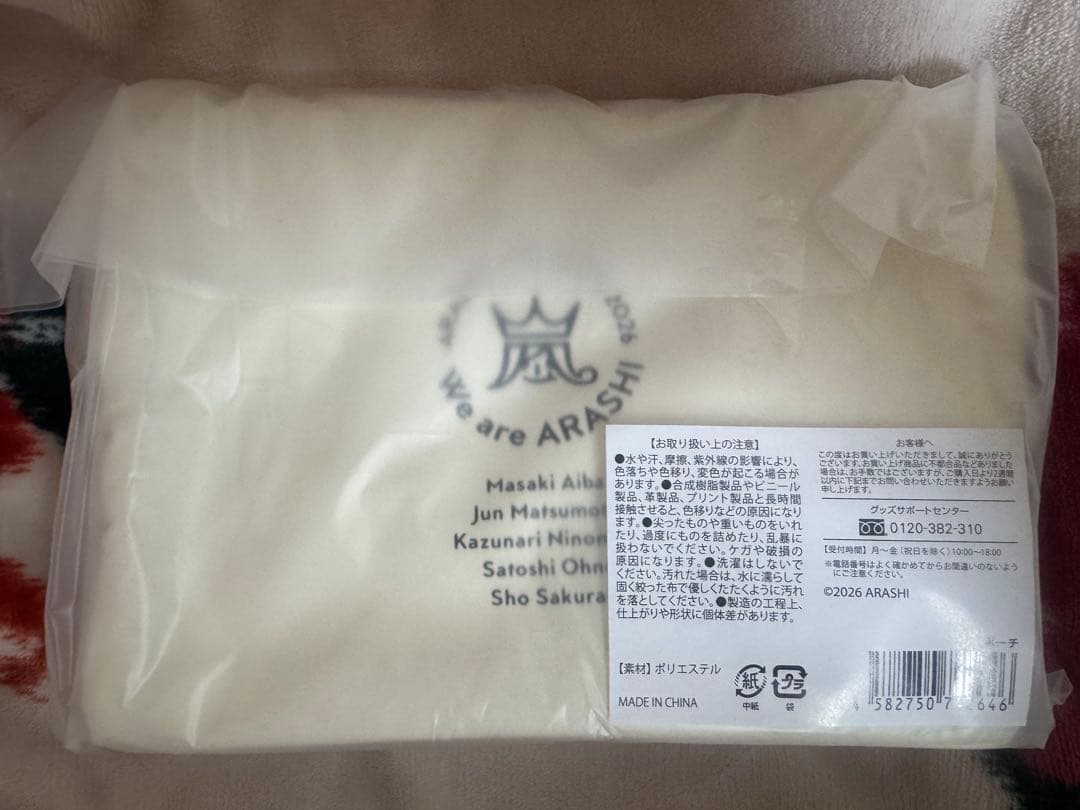 2026
嵐
We are ARASHI
Masaki Aiba
Jun Matsumo
Kazunari Ninom
Satoshi Ohn
Sho Sakura
【お取り扱い上の注意】
●水や汗、摩擦、紫外線の影響により、
色落ちや色移り、変色が起こる場合が
あります。●合成樹脂製品やビニール
製品、革製品、プリント製品と長時間
接触させると、色移りなどの原因になり
ます。●尖ったものや重いものをいれ
たり、過度にものを詰めたり、乱暴に
扱わないでください。ケガや破損の
原因になります。●洗濯はしないで
ください。汚れた場合は、水に濡らして
固く絞った布で優しくたたくように汚れ
を落としてください。●製造の工程上、
仕上がりや形状に個体差があります。
【素材】ポリエステル
MADE IN CHINA
紙
中紙
プラ
袋
お客様へ
この度はお買い上げいただきまして、誠にありがとう
ございます。お買い上げ商品に不都合品などありました
場合は、お手数ではございますが、ご購入日より2週間
以内に下記までお問い合わせいただきますようお願い
申し上げます。
グッズサポートセンター
0120-382-310
【受付時間】月〜金（祝日を除く）10:00〜18:00
※電話番号はよく確かめてからお間違いのないよう
にご注意ください。
©2026 ARASHI
ポーチ